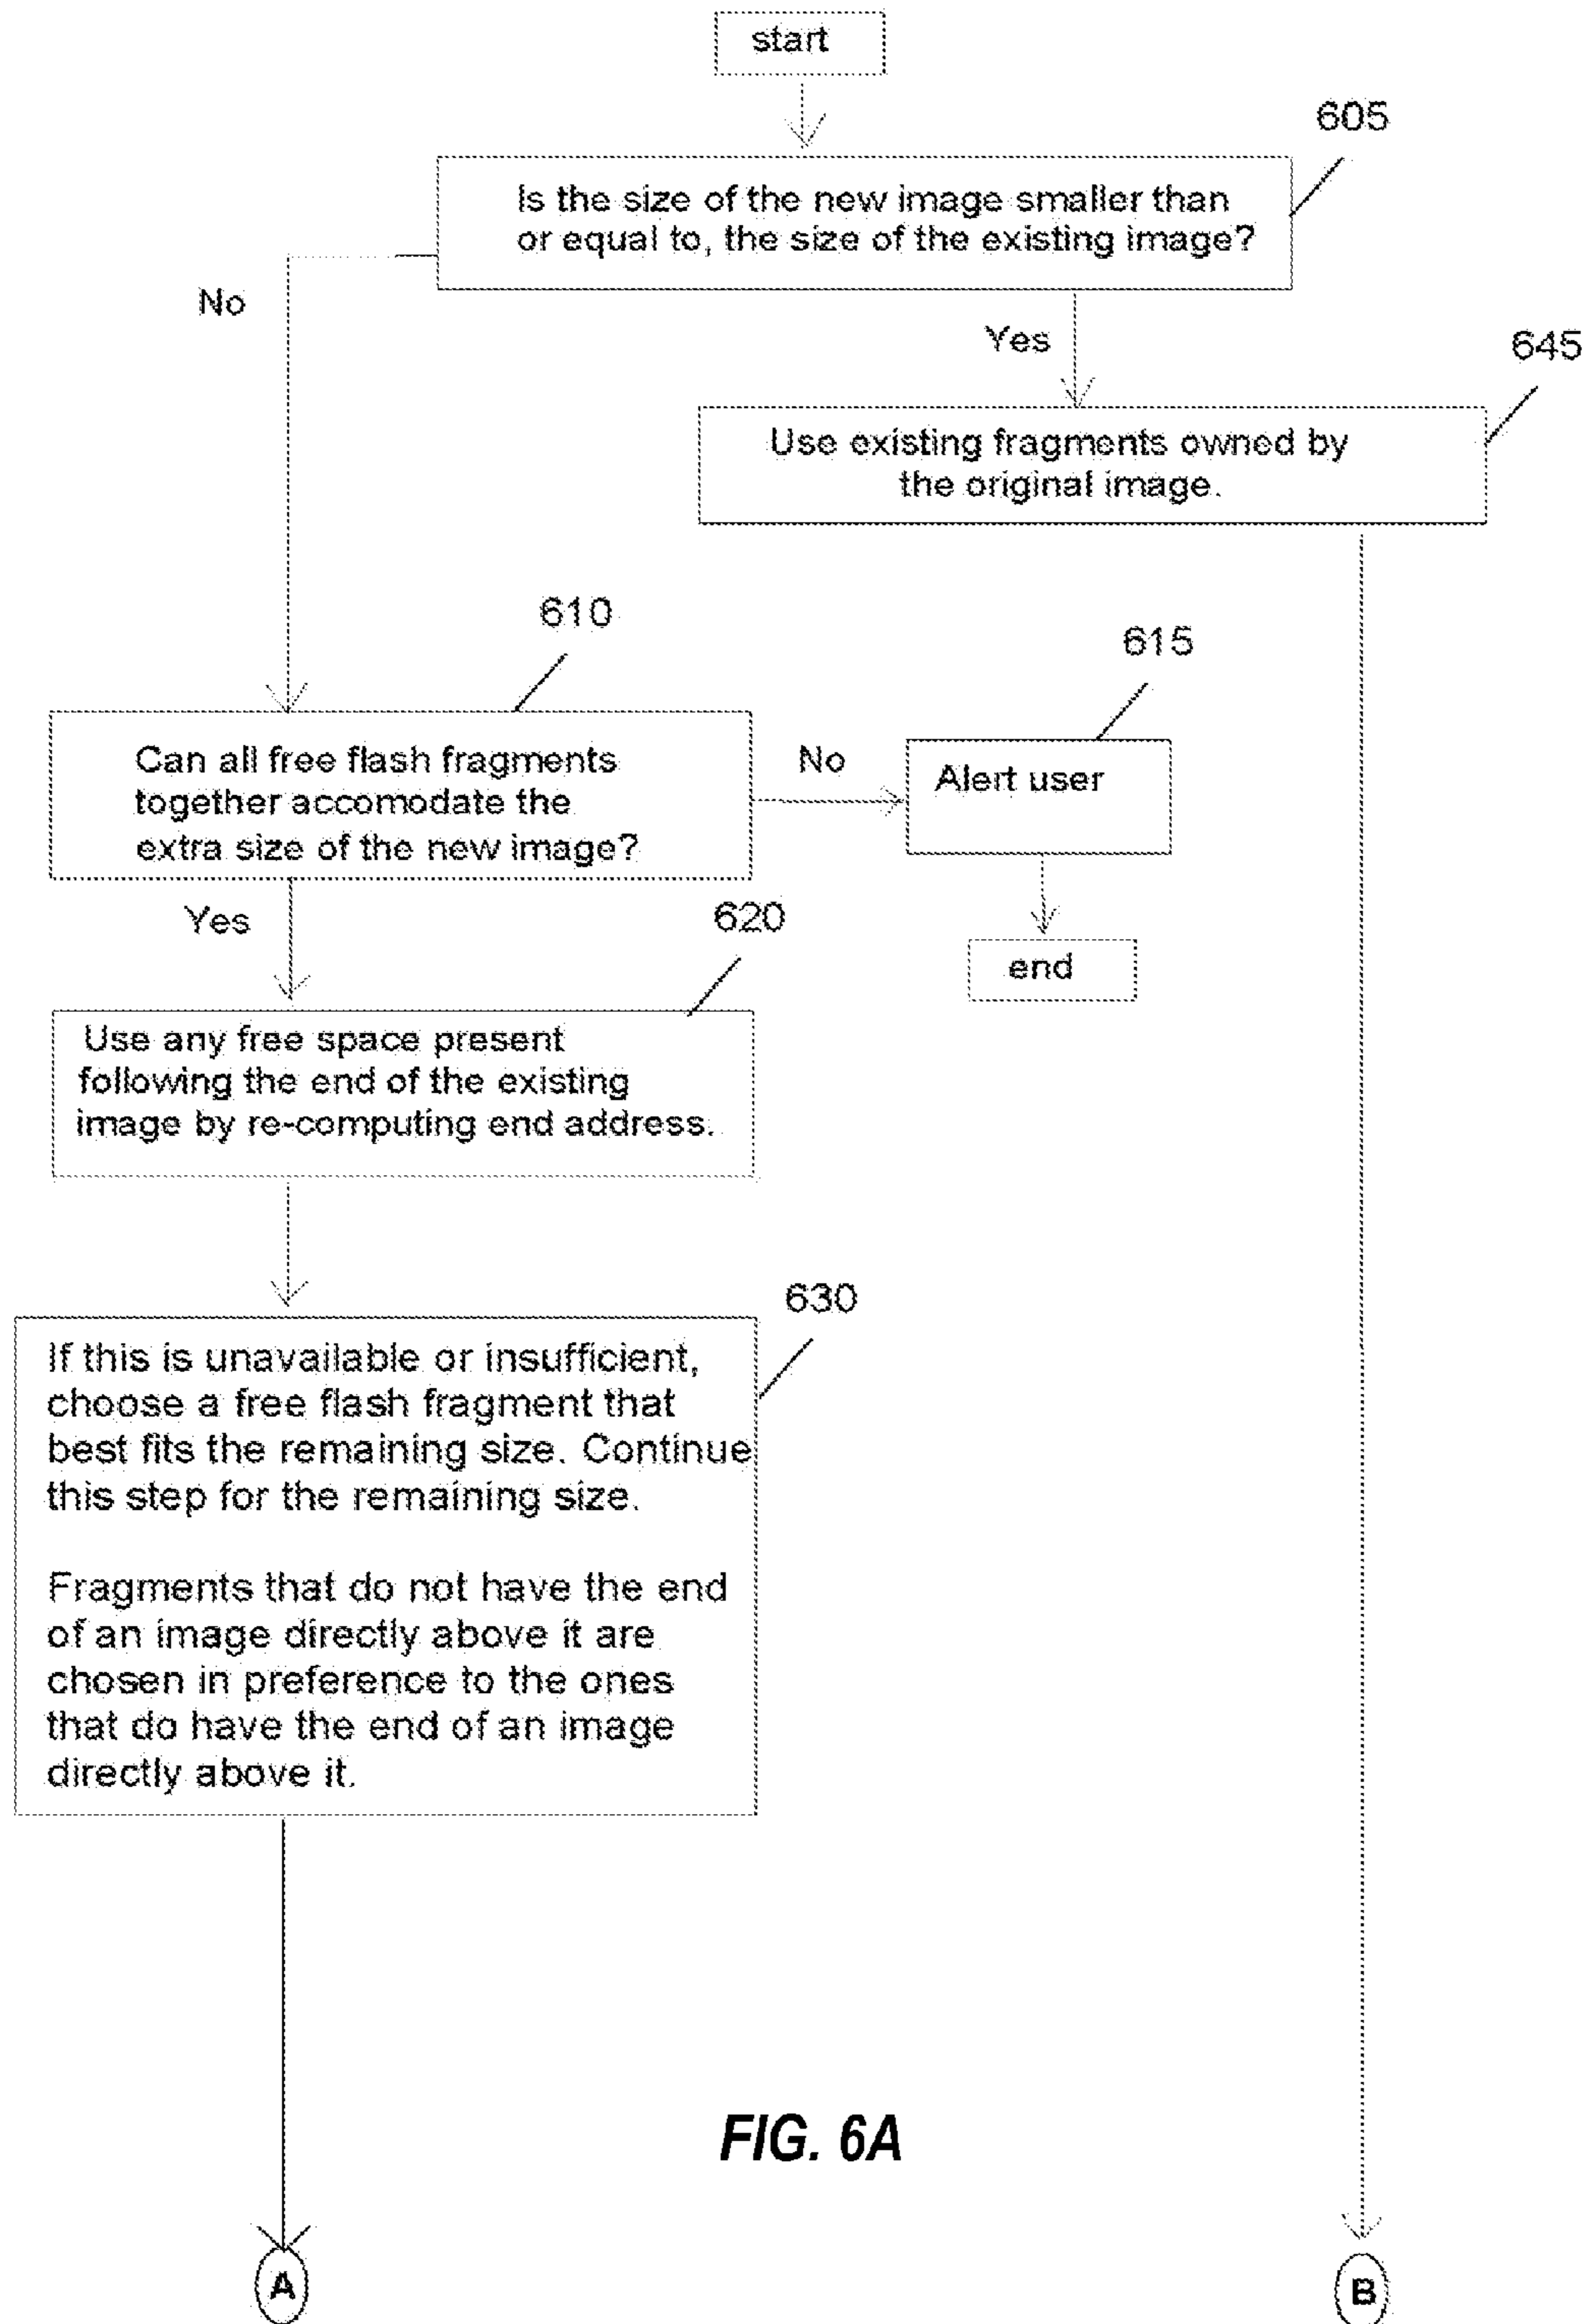 start
605
Is the size of the new image smaller than
or equal to, the size of the existing image?
No
Yes
645
Use existing fragments owned by
the original image.
610
615
Can all free flash fragments
together accomodate the
extra size of the new image?
No
Alert user
Yes
620
end
Use any free space present
following the end of the existing
image by re-computing end address.
630
If this is unavailable or insufficient,
choose a free flash fragment that
best fits the remaining size. Continue
this step for the remaining size.
Fragments that do not have the end
of an image directly above it are
chosen in preference to the ones
that do have the end of an image
directly above it.
FIG. 6A
A
B